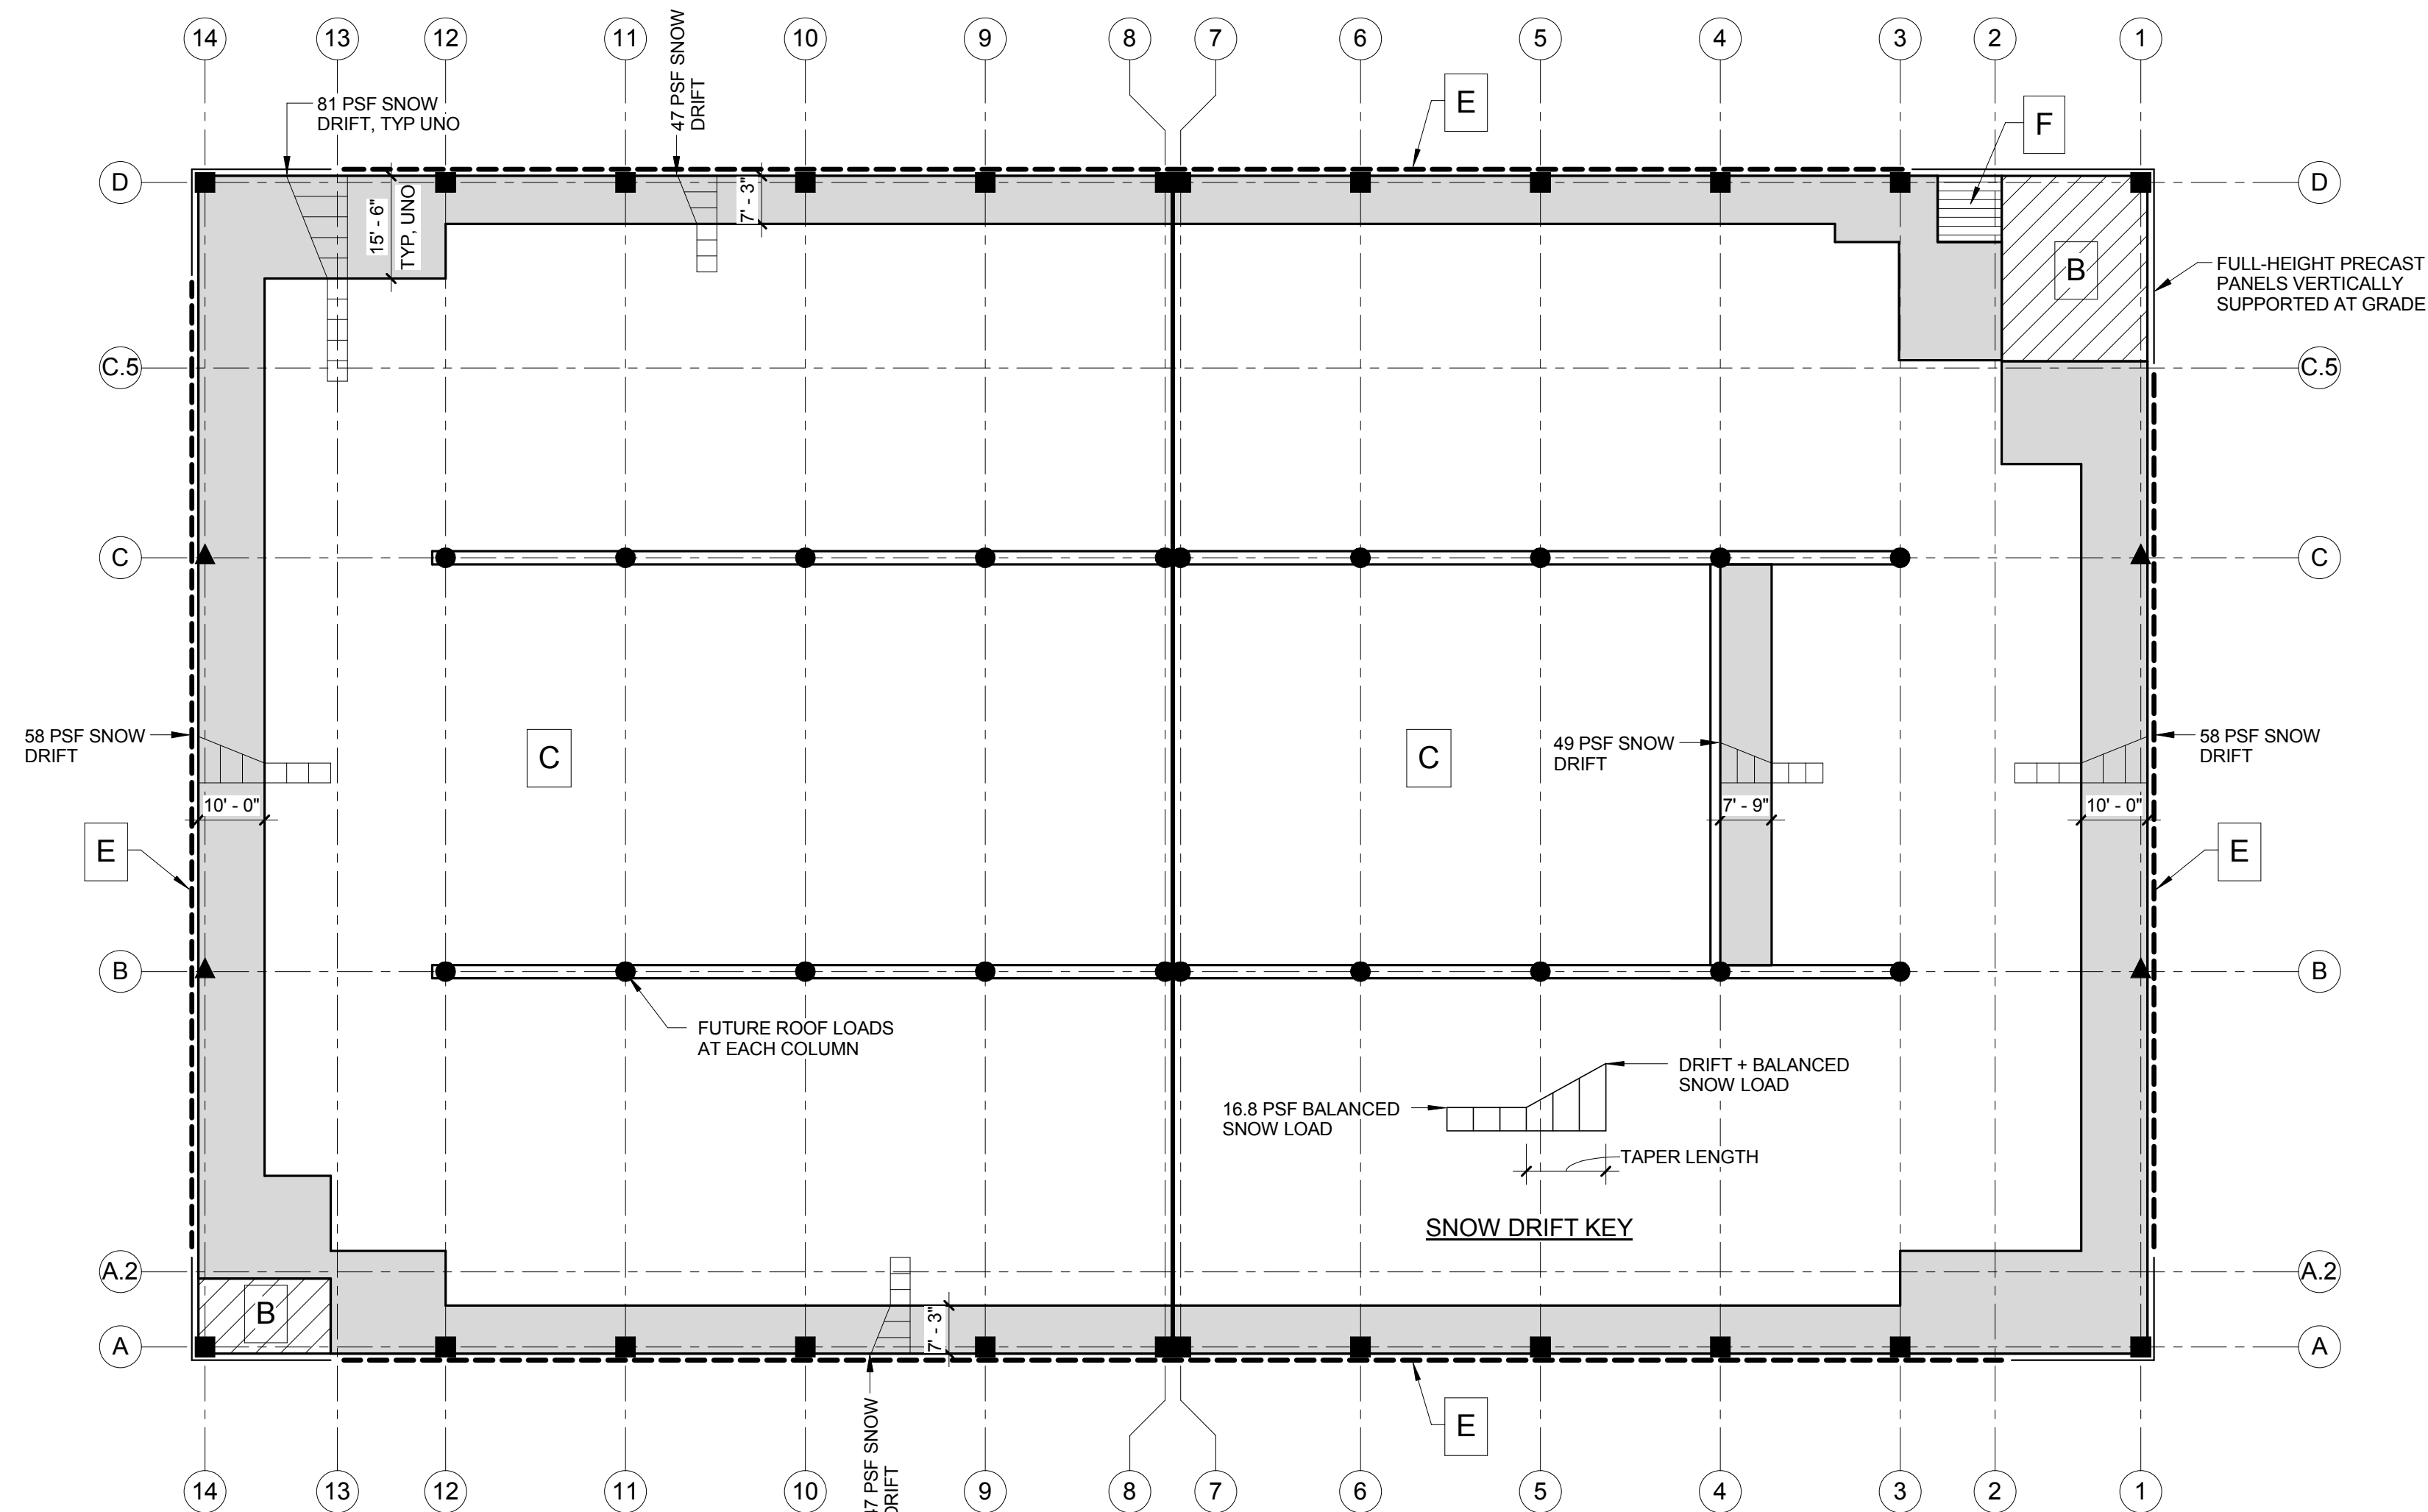 14 13 12 11 10 9 8 7 6 5 4 3 2 1
81 PSF SNOW
DRIFT, TYP UNO
47 PSF SNOW
DRIFT
E
F
D
D
15' - 6"
TYP, UNO
7' - 3"
B
FULL-HEIGHT PRECAST
PANELS VERTICALLY
SUPPORTED AT GRADE
C.5
C.5
C
C
58 PSF SNOW
DRIFT
C
C
49 PSF SNOW
DRIFT
58 PSF SNOW
DRIFT
10' - 0"
7' - 9"
10' - 0"
E
E
B
B
FUTURE ROOF LOADS
AT EACH COLUMN
DRIFT + BALANCED
SNOW LOAD
16.8 PSF BALANCED
SNOW LOAD
TAPER LENGTH
SNOW DRIFT KEY
A.2
A.2
B
7' - 3"
A
A
47 PSF SNOW
DRIFT
E
14 13 12 11 10 9 8 7 6 5 4 3 2 1